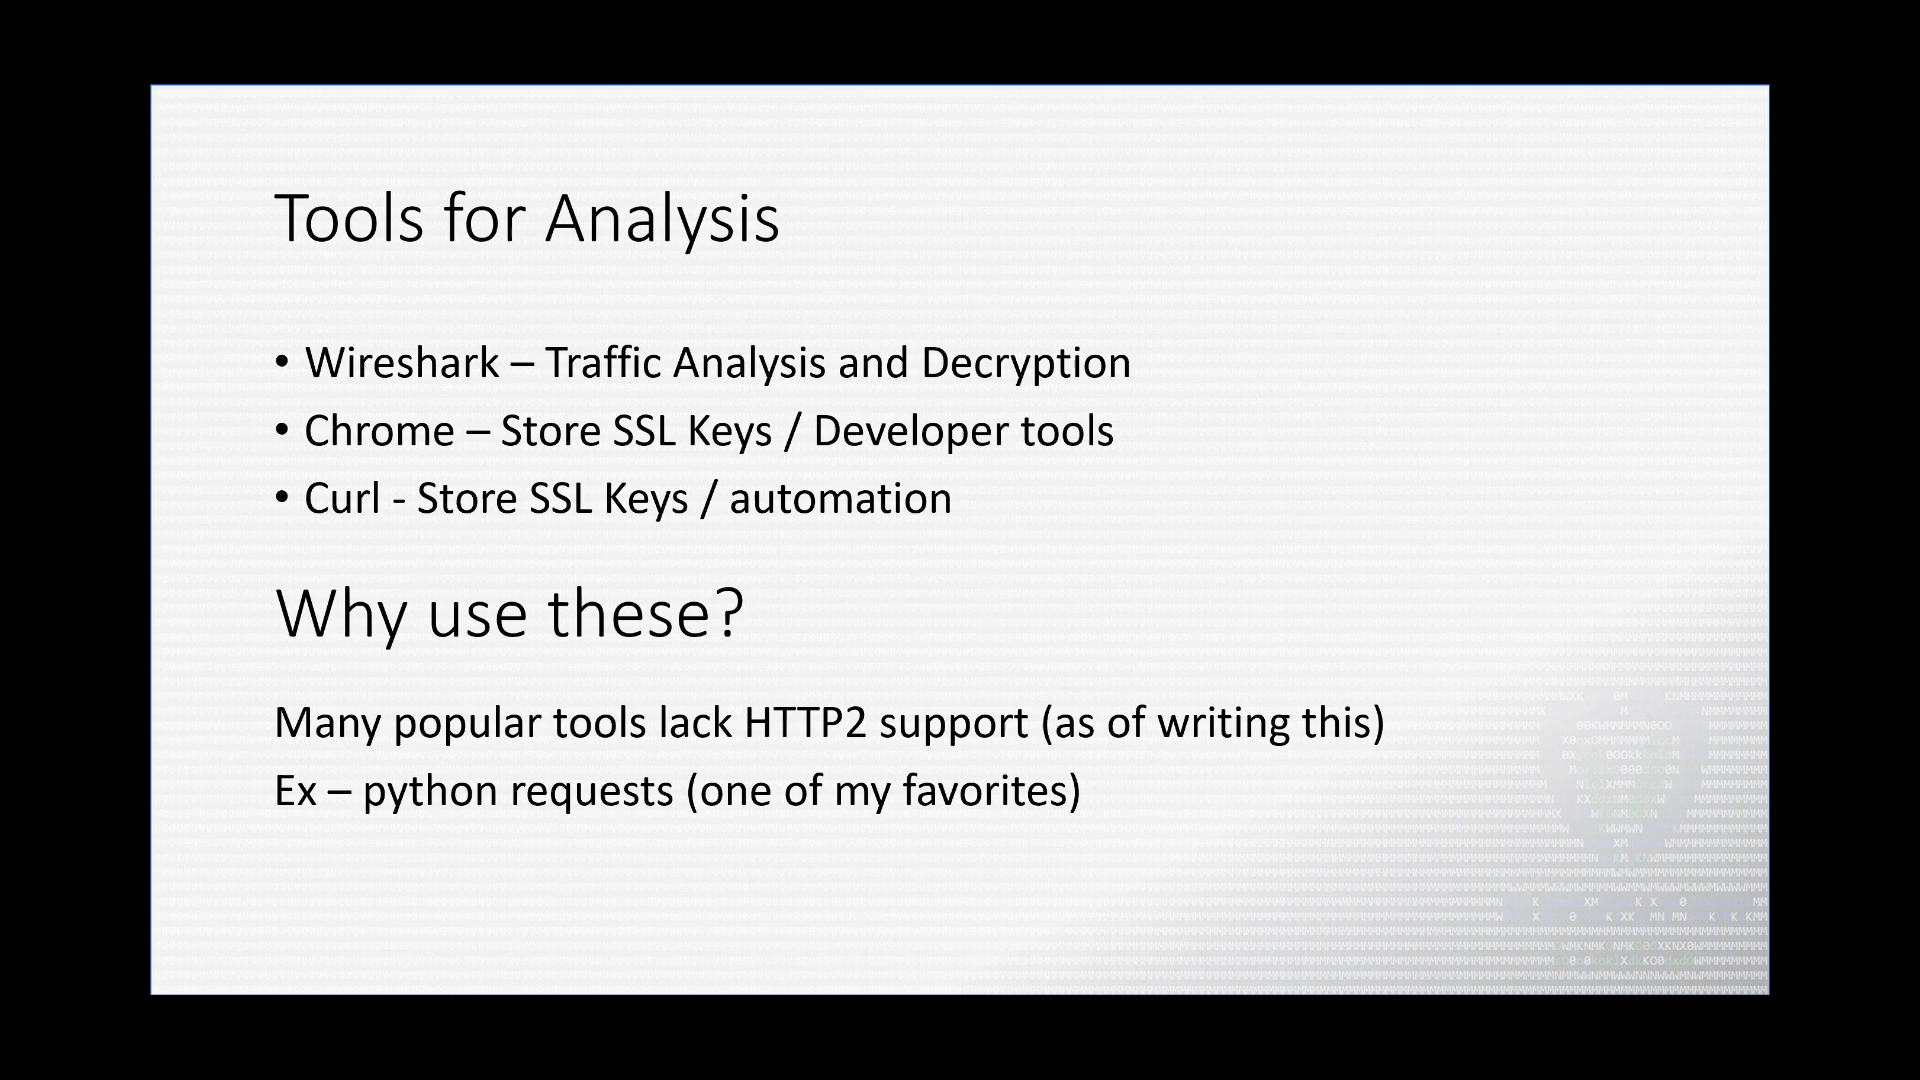 Tools for Analysis
• Wireshark – Traffic Analysis and Decryption
• Chrome – Store SSL Keys / Developer tools
• Curl - Store SSL Keys / automation
Why use these?
Many popular tools lack HTTP2 support (as of writing this)
Ex – python requests (one of my favorites)